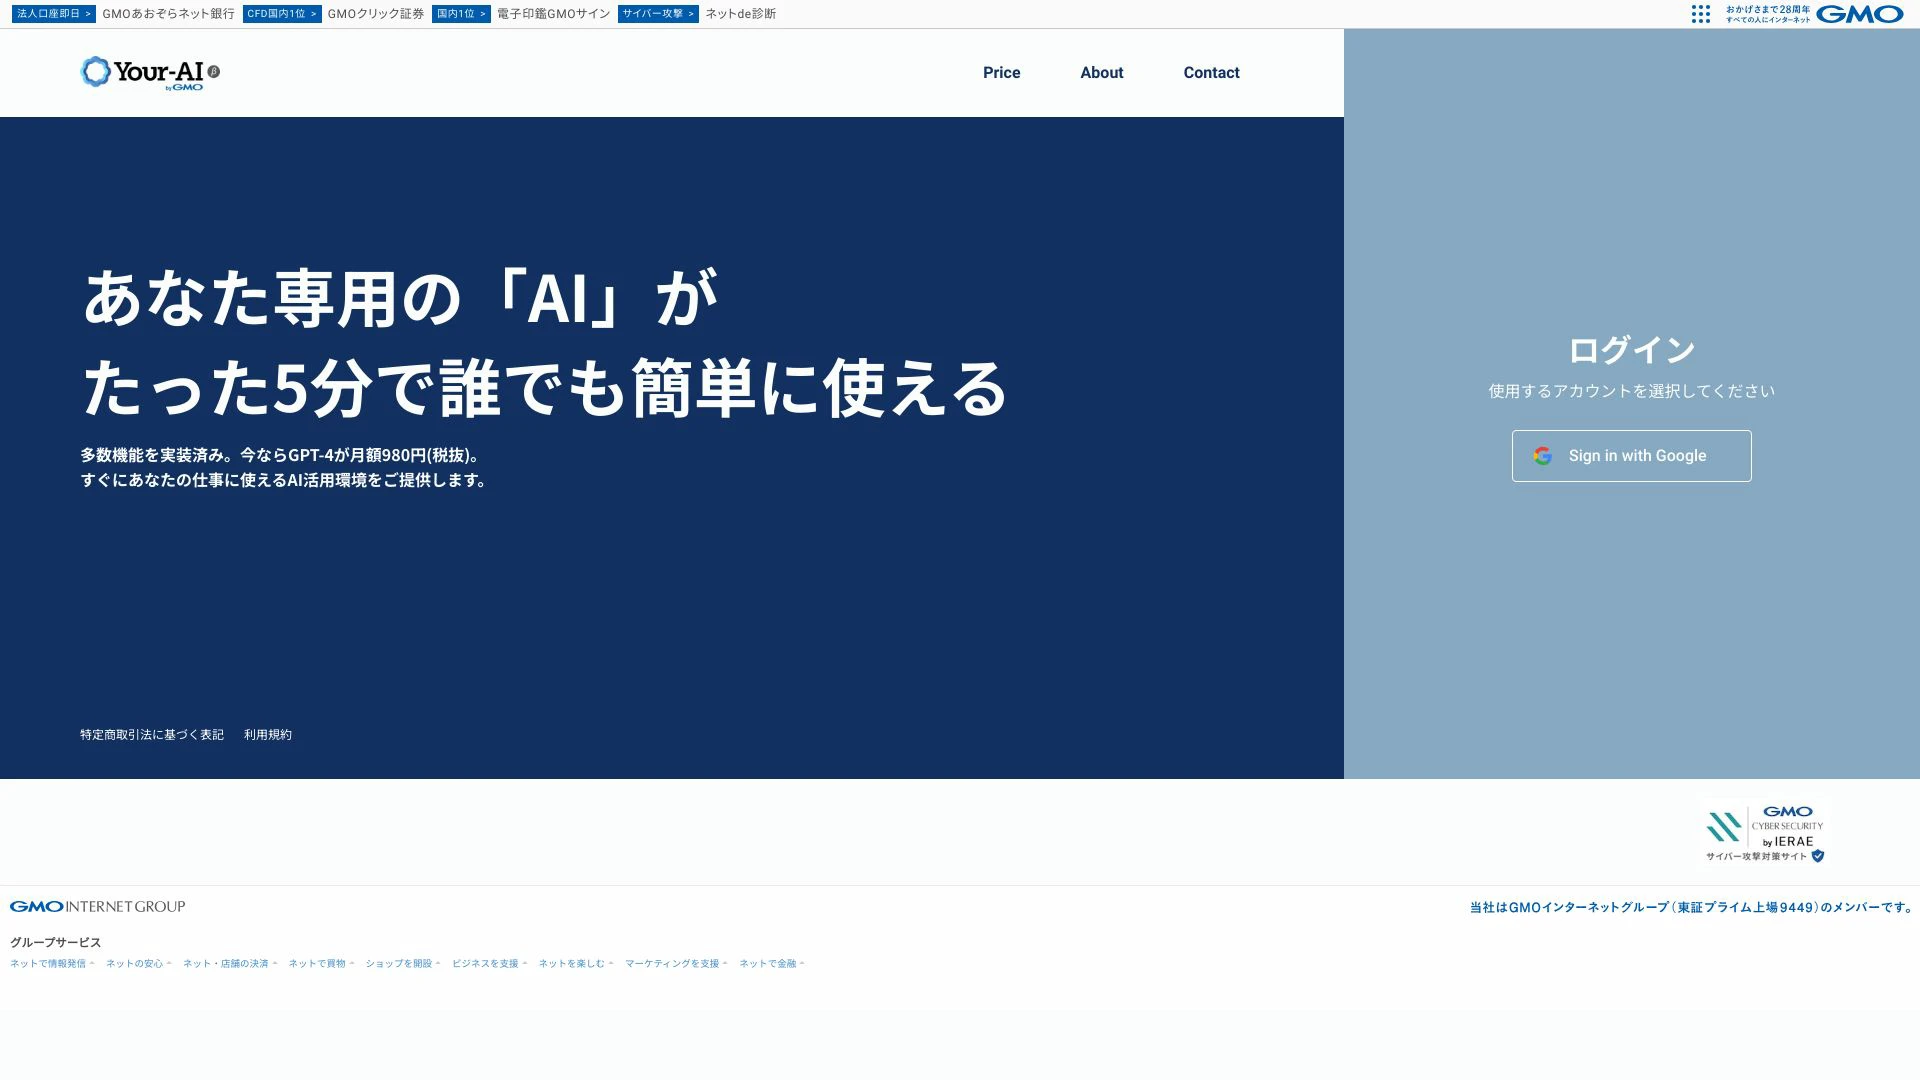 法人口座即日 > GMOあおぞらネット銀行 CFD国内1位 > GMOクリック証券 国内1位 > 電子印鑑GMOサイン サイバー攻撃 > ネットde診断
おかげさまで28周年
すべての人にインターネット
GMO
Your-AI β
by GMO
Price About Contact
あなた専用の「AI」が
たった5分で誰でも簡単に使える
多数機能を実装済み。今ならGPT-4が月額980円(税抜)。
すぐにあなたの仕事に使えるAI活用環境をご提供します。
特定商取引法に基づく表記 利用規約
ログイン
使用するアカウントを選択してください
Sign in with Google
GMO
CYBER SECURITY
by IERAE
サイバー攻撃対策サイト
GMO INTERNET GROUP
当社はGMOインターネットグループ(東証プライム上場9449)のメンバーです。
グループサービス
ネットで情報発信 ネットの安心 ネット・店舗の決済 ネットで買物 ショップを開設 ビジネスを支援 ネットを楽しむ マーケティングを支援 ネットで金融